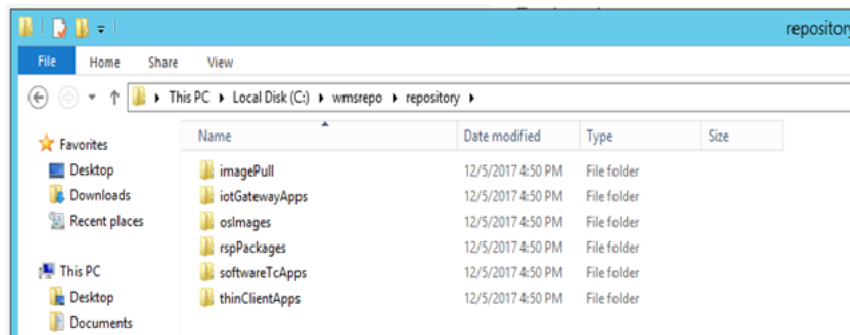 repository
File Home Share View
This PC Local Disk (C:) wmsrepo repository
Favorites
Desktop
Downloads
Recent places
This PC
Desktop
Documents
Name Date modified Type Size
imagePull 12/5/2017 4:50 PM File folder
iotGatewayApps 12/5/2017 4:50 PM File folder
osImages 12/5/2017 4:50 PM File folder
rspPackages 12/5/2017 4:50 PM File folder
softwareTcApps 12/5/2017 4:50 PM File folder
thinClientApps 12/5/2017 4:50 PM File folder